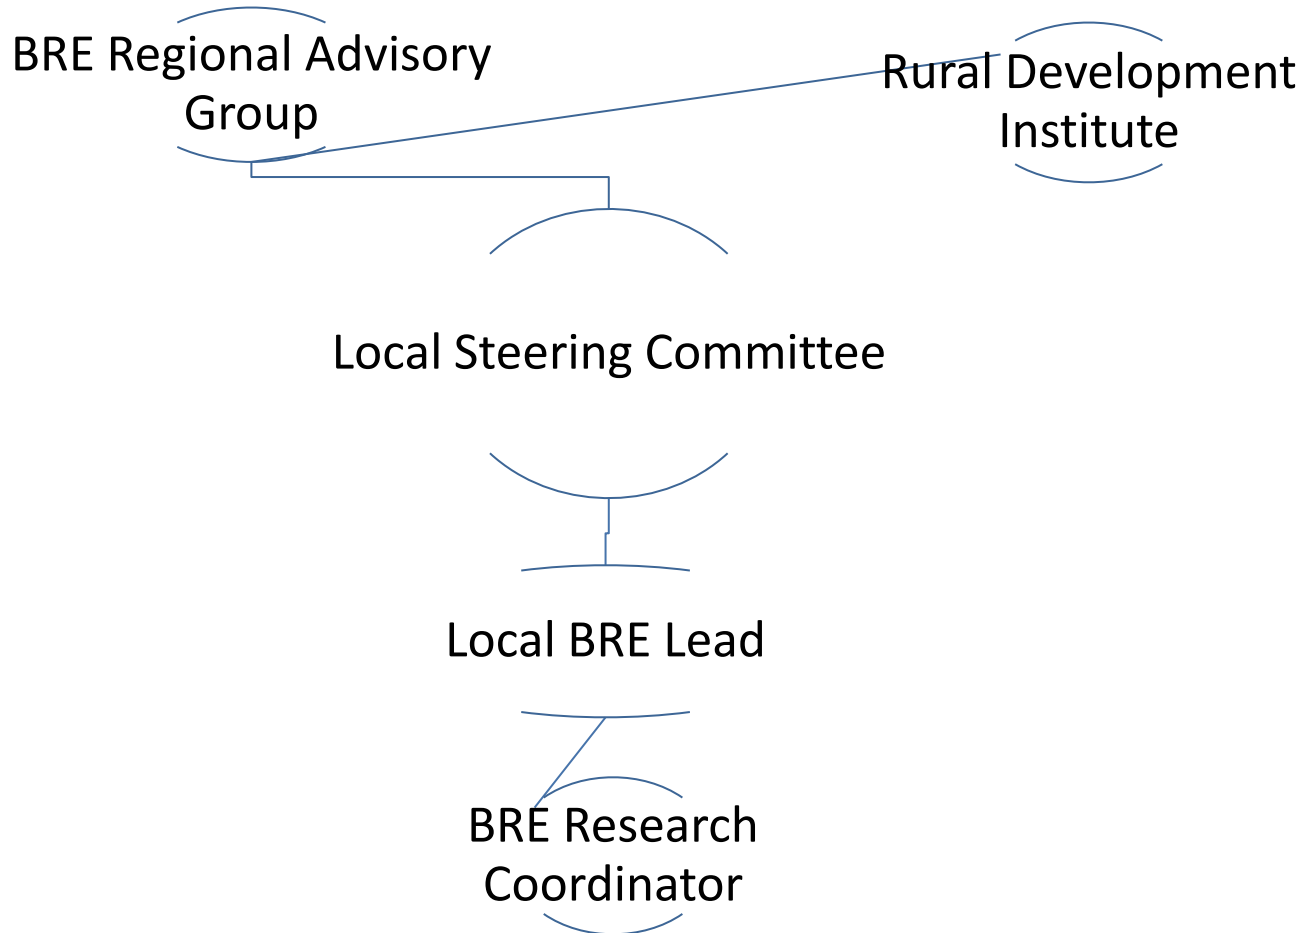 BRE Regional Advisory
Group
Rural Development
Institute
Local Steering Committee
Local BRE Lead
BRE Research
Coordinator